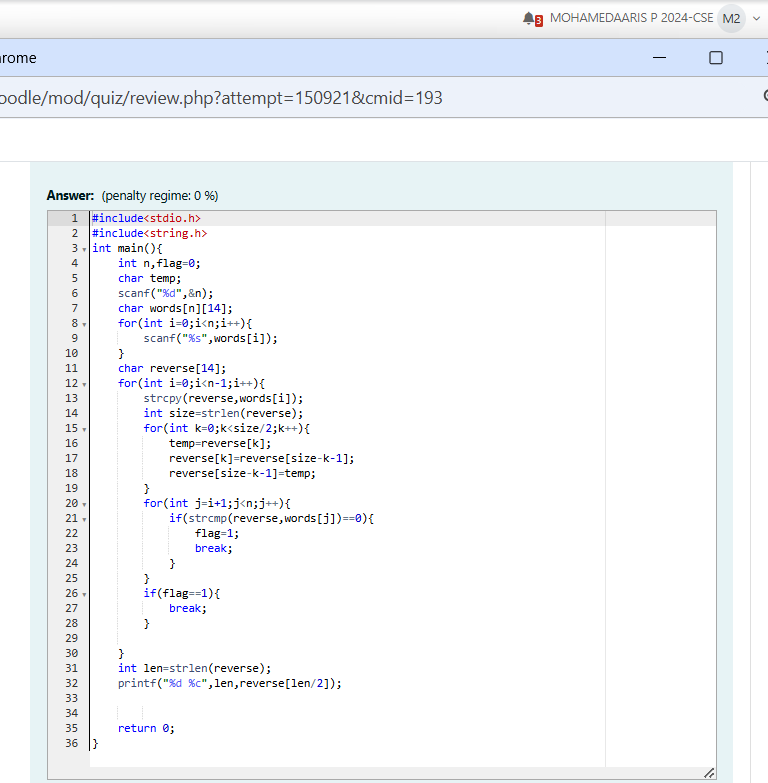 3 MOHAMEDAARIS P 2024-CSE M2
rome
oodle/mod/quiz/review.php?attempt=150921&cmid=193
Answer: (penalty regime: 0 %)
1 #include<stdio.h>
2 #include<string.h>
3 int main(){
4 int n,flag=0;
5 char temp;
6 scanf("%d",&n);
7 char words[n][14];
8 for(int i=0;i<n;i++){
9 scanf("%s",words[i]);
10 }
11 char reverse[14];
12 for(int i=0;i<n-1;i++){
13 strcpy(reverse,words[i]);
14 int size=strlen(reverse);
15 for(int k=0;k<size/2;k++){
16 temp=reverse[k];
17 reverse[k]=reverse[size-k-1];
18 reverse[size-k-1]=temp;
19 }
20 for(int j=i+1;j<n;j++){
21 if(strcmp(reverse,words[j])==0){
22 flag=1;
23 break;
24 }
25 }
26 if(flag==1){
27 break;
28 }
29
30 }
31 int len=strlen(reverse);
32 printf("%d %c",len,reverse[len/2]);
33
34
35 return 0;
36 }